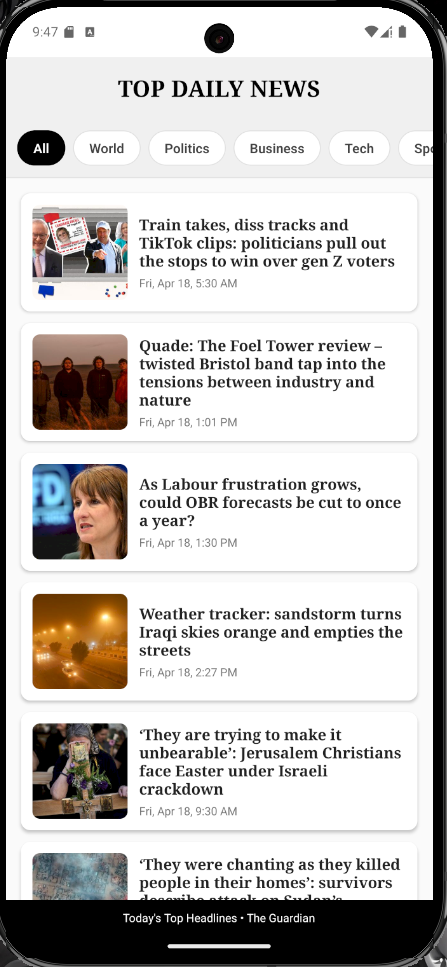 9:47
TOP DAILY NEWS
All
World
Politics
Business
Tech
Spo
Train takes, diss tracks and
TikTok clips: politicians pull out
the stops to win over gen Z voters
Fri, Apr 18, 5:30 AM
Quade: The Foel Tower review –
twisted Bristol band tap into the
tensions between industry and
nature
Fri, Apr 18, 1:01 PM
As Labour frustration grows,
could OBR forecasts be cut to once
a year?
Fri, Apr 18, 1:30 PM
Weather tracker: sandstorm turns
Iraqi skies orange and empties the
streets
Fri, Apr 18, 2:27 PM
‘They are trying to make it
unbearable’: Jerusalem Christians
face Easter under Israeli
crackdown
Fri, Apr 18, 9:30 AM
‘They were chanting as they killed
people in their homes’: survivors
describe attack on Sudan’s
Today's Top Headlines • The Guardian